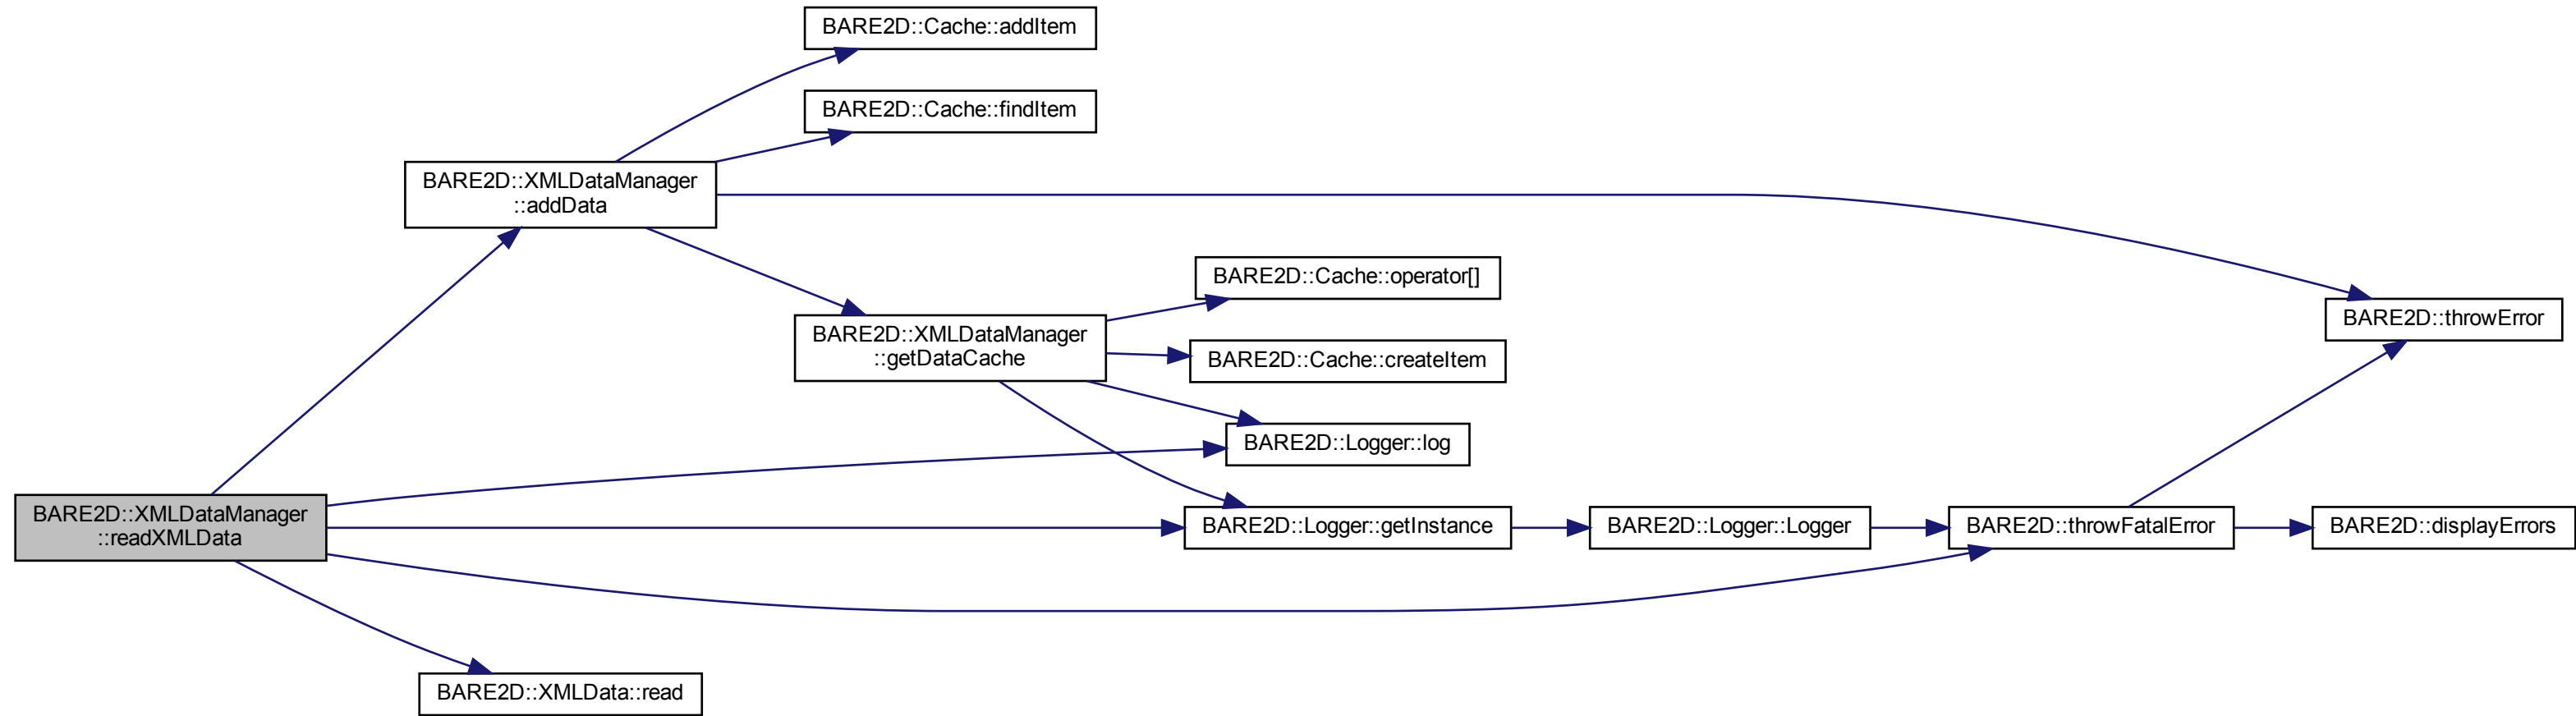 BARE2D::Cache::addItem
BARE2D::Cache::findItem
BARE2D::XMLDataManager
::addData
BARE2D::Cache::operator[]
BARE2D::throwError
BARE2D::XMLDataManager
::getDataCache
BARE2D::Cache::createItem
BARE2D::Logger::log
BARE2D::XMLDataManager
::readXMLData
BARE2D::Logger::getInstance
BARE2D::Logger::Logger
BARE2D::throwFatalError
BARE2D::displayErrors
BARE2D::XMLData::read